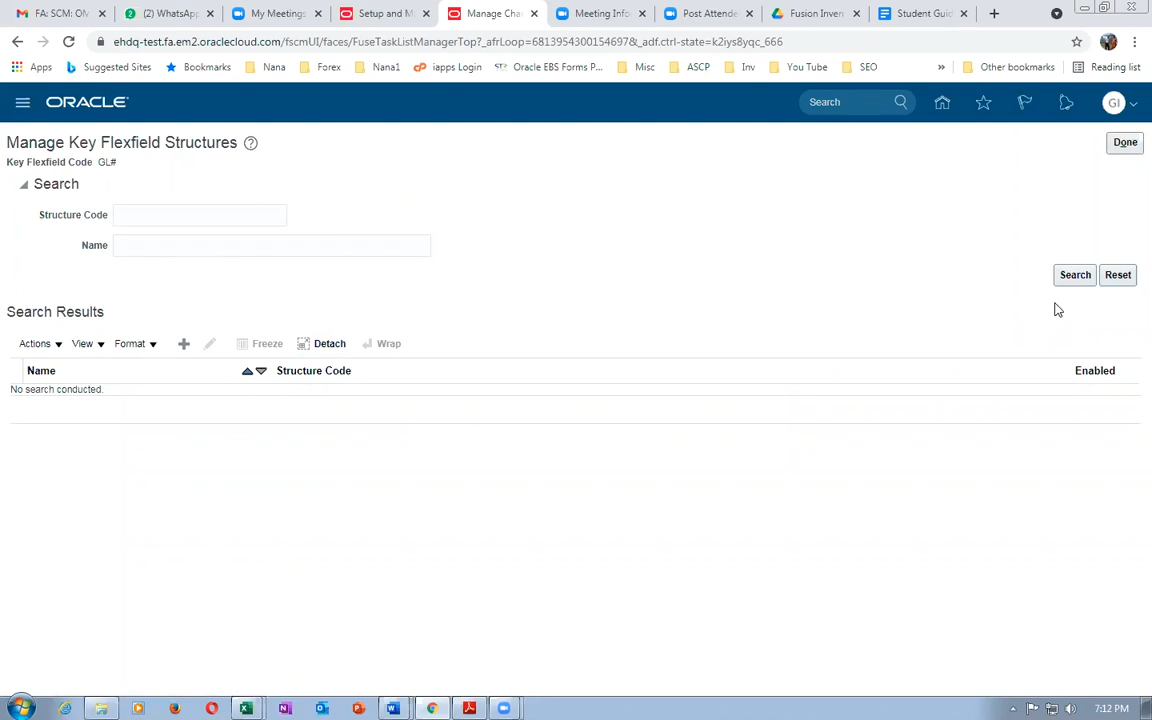 FA: SCM: OM
(2) WhatsApp
My Meetings
Setup and M
Manage Cha
Meeting Info
Post Attende
Fusion Inven
Student Guid
ehdq-test.fa.em2.oraclecloud.com/fscmUI/faces/FuseTaskListManagerTop?_afrLoop=6813954300154697&_adf.ctrl-state=k2iys8yqc_666
Apps
Suggested Sites
Bookmarks
Nana
Forex
Nana1
iapps Login
Oracle EBS Forms P...
Misc
ASCP
Inv
You Tube
SEO
»
Other bookmarks
Reading list
ORACLE
Search
GI
Manage Key Flexfield Structures
Done
Key Flexfield Code GL#
Search
Structure Code
Name
Search
Reset
Search Results
Actions
View
Format
Freeze
Detach
Wrap
Name
Structure Code
Enabled
No search conducted.
7:12 PM